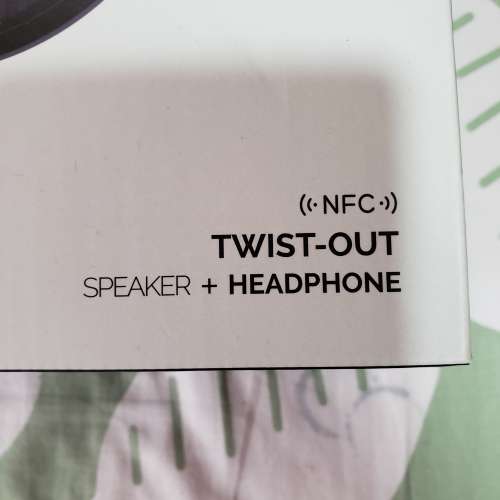 ((· NFC ·))
TWIST-OUT
SPEAKER + HEADPHONE